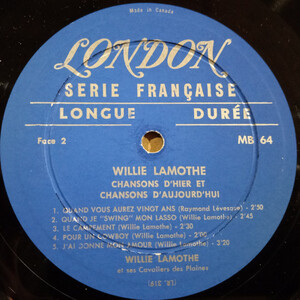 Made in Canada
LONDON
SERIE FRANÇAISE
LONGUE DURÉE
Face 2 MB 64
WILLIE LAMOTHE
CHANSONS D'HIER ET
CHANSONS D'AUJOURD'HUI
1. QUAND VOUS AUREZ VINGT ANS (Raymond Lévesque) - 2'50
2. QUAND JE "SWING" MON LASSO (Willie Lamothe) - 2'45
3. LE CAMPEMENT (Willie Lamothe) - 2'30
4. POUR UN COWBOY (Willie Lamothe) - 2'20
5. J'AI DONNE MON AMOUR (Willie Lamothe) - 2'20
WILLIE LAMOTHE
et ses Cavaliers des Plaines